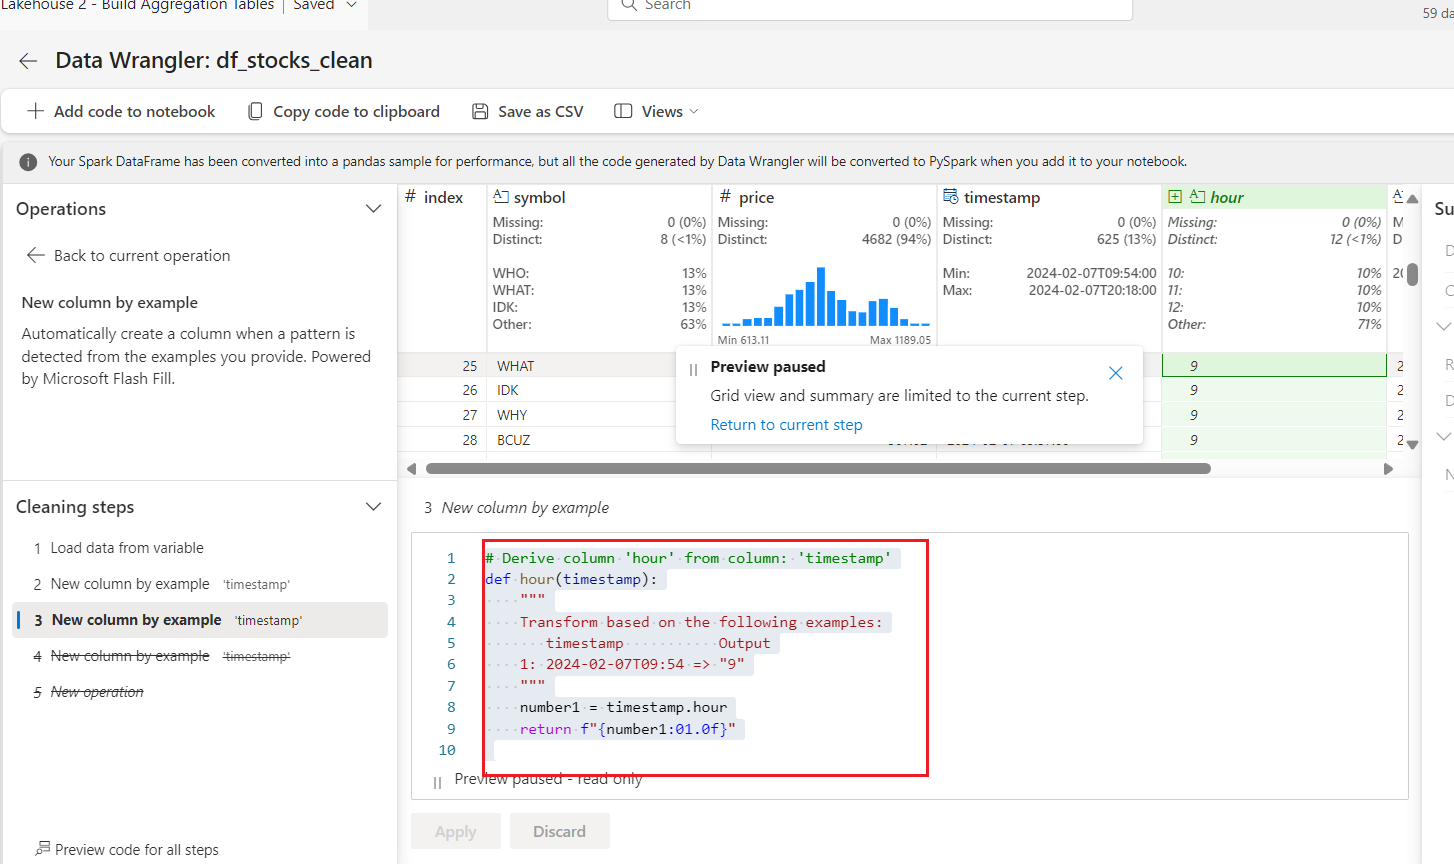 Lakehouse 2 - Build Aggregation Tables | Saved
Search
59 da
Data Wrangler: df_stocks_clean
Add code to notebook
Copy code to clipboard
Save as CSV
Views
Your Spark DataFrame has been converted into a pandas sample for performance, but all the code generated by Data Wrangler will be converted to PySpark when you add it to your notebook.
Operations
Back to current operation
New column by example
Automatically create a column when a pattern is
detected from the examples you provide. Powered
by Microsoft Flash Fill.
# index
symbol
# price
timestamp
hour
Missing: 0 (0%)
Distinct: 8 (<1%)
WHO: 13%
WHAT: 13%
IDK: 13%
Other: 63%
Missing: 0 (0%)
Distinct: 4682 (94%)
Min 613.11 Max 1189.05
Missing: 0 (0%)
Distinct: 625 (13%)
Min: 2024-02-07T09:54:00
Max: 2024-02-07T20:18:00
Missing: 0 (0%)
Distinct: 12 (<1%)
10: 10%
11: 10%
12: 10%
Other: 71%
M
D
20
Su
25 WHAT 9 2
26 IDK 9 2
27 WHY 9 2
28 BCUZ 9 2
Preview paused
Grid view and summary are limited to the current step.
Return to current step
Cleaning steps
1 Load data from variable
2 New column by example 'timestamp'
3 New column by example 'timestamp'
4 New column by example 'timestamp'
5 New operation
Preview code for all steps
3 New column by example
1 # Derive column 'hour' from column: 'timestamp'
2 def hour(timestamp):
3 """
4 Transform based on the following examples:
5 timestamp Output
6 1: 2024-02-07T09:54 => "9"
7 """
8 number1 = timestamp.hour
9 return f"{number1:01.0f}"
10
Preview paused - read only
Apply
Discard